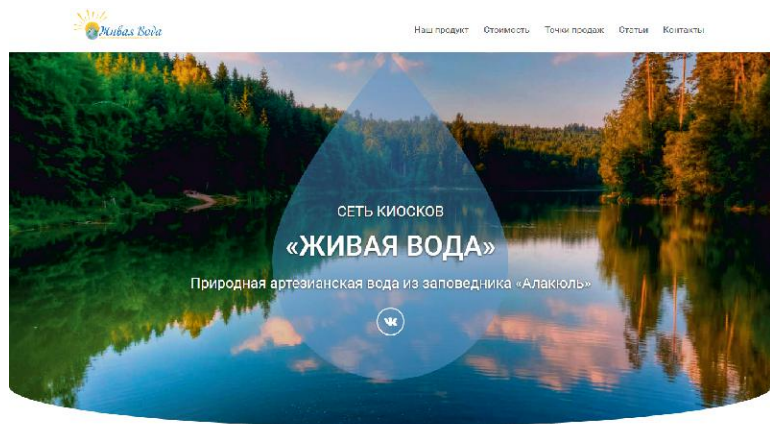 Живая Вода
Наш продукт Стоимость Точки продаж Статьи Контакты
СЕТЬ КИОСКОВ
«ЖИВАЯ ВОДА»
Природная артезианская вода из заповедника «Алакюль»